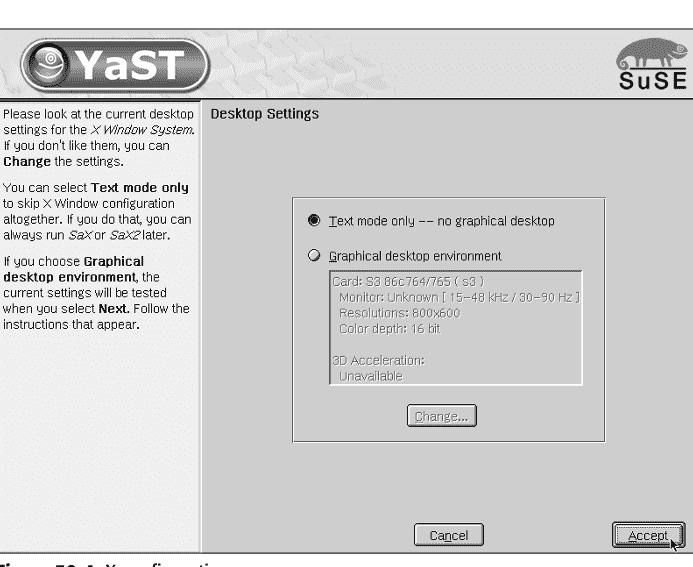 YaST
SuSE
Please look at the current desktop
settings for the X Window System.
If you don't like them, you can
Change the settings.
You can select Text mode only
to skip X Window configuration
altogether. If you do that, you can
always run SaX or SaX2 later.
If you choose Graphical
desktop environment, the
current settings will be tested
when you select Next. Follow the
instructions that appear.
Desktop Settings
Text mode only -- no graphical desktop
Graphical desktop environment
Card: S3 86c764/765 ( s3 )
Monitor: Unknown [ 15-48 kHz / 30-90 Hz ]
Resolutions: 800x600
Color depth: 16 bit
3D Acceleration:
Unavailable
Change...
Cancel
Accept